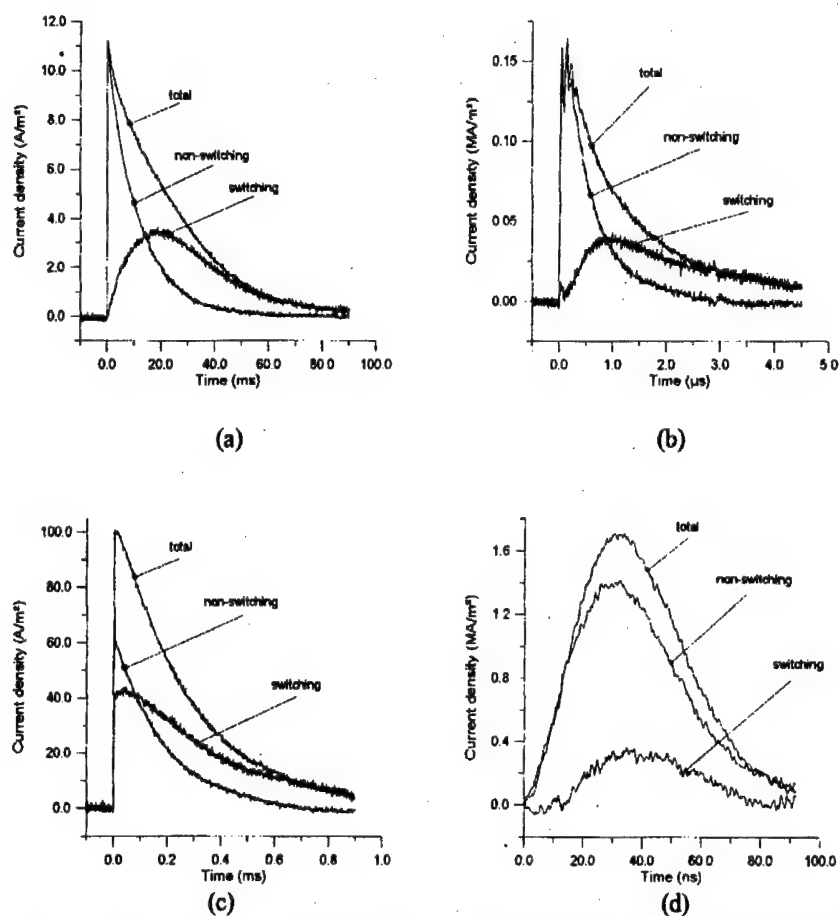 12.0
10.0
8.0
6.0
4.0
2.0
0.0
Current density (A/m²)
total
non-switching
switching
0.0 20.0 40.0 60.0 80.0 100.0
Time (ms)
(a)
0.15
0.10
0.05
0.00
Current density (MA/m²)
total
non-switching
switching
0.0 1.0 2.0 3.0 4.0 5.0
Time (µs)
(b)
100.0
80.0
60.0
40.0
20.0
0.0
Current density (A/m²)
total
non-switching
switching
0.0 0.2 0.4 0.6 0.8 1.0
Time (ms)
(c)
1.6
1.2
0.8
0.4
0.0
Current density (MA/m²)
total
non-switching
switching
0.0 20.0 40.0 60.0 80.0 100.0
Time (ns)
(d)